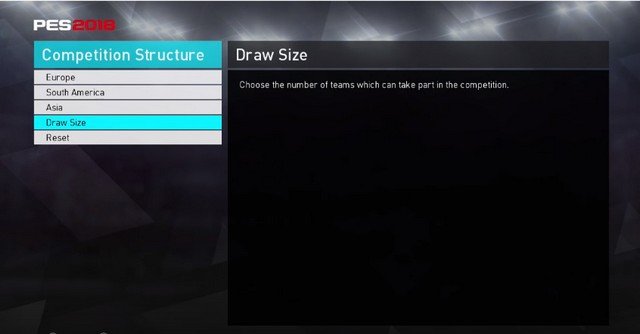 PES2018
Competition Structure
Europe
South America
Asia
Draw Size
Reset
Draw Size
Choose the number of teams which can take part in the competition.